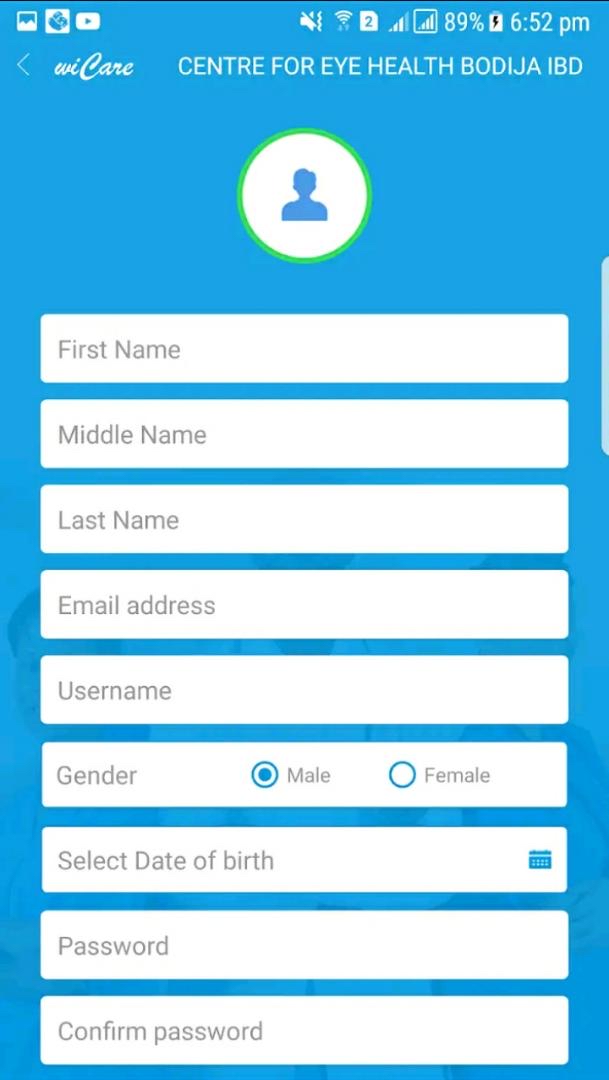 2 89% 6:52 pm
wiCare CENTRE FOR EYE HEALTH BODIJA IBD
First Name
Middle Name
Last Name
Email address
Username
Gender Male Female
Select Date of birth
Password
Confirm password